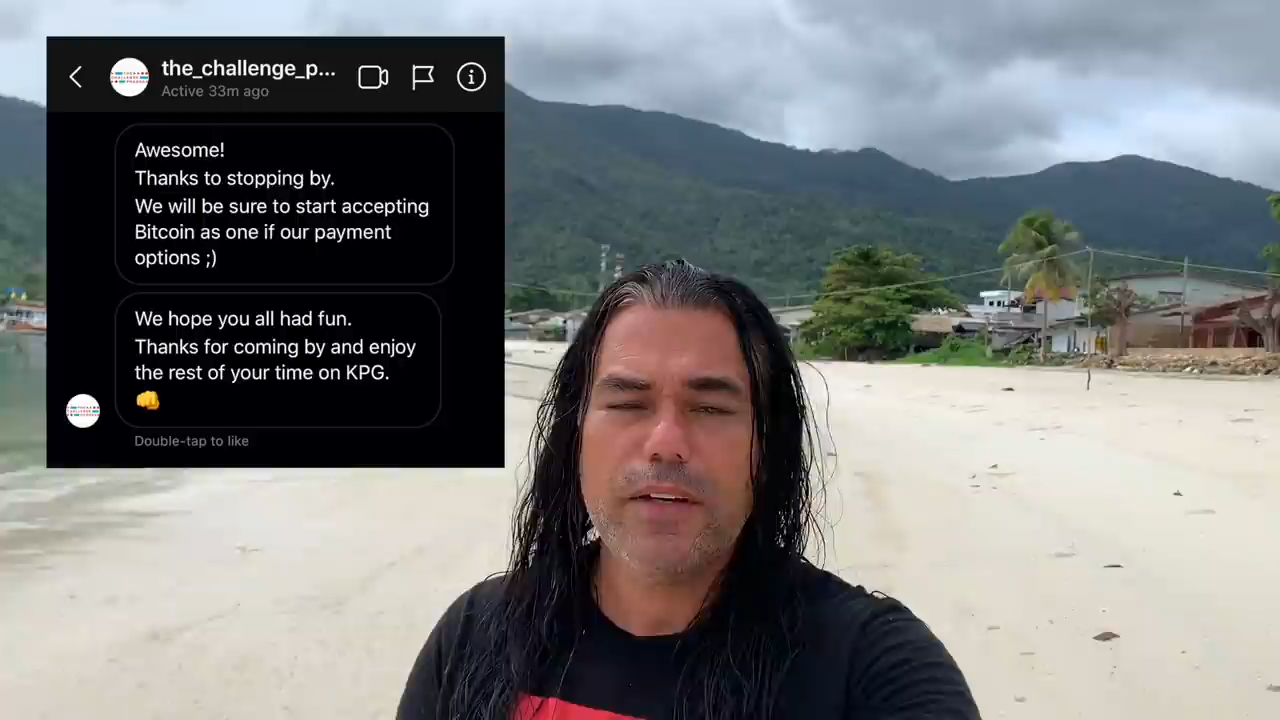 the_challenge_p...
Active 33m ago
Awesome!
Thanks to stopping by.
We will be sure to start accepting
Bitcoin as one if our payment
options ;)
We hope you all had fun.
Thanks for coming by and enjoy
the rest of your time on KPG.
👊
Double-tap to like